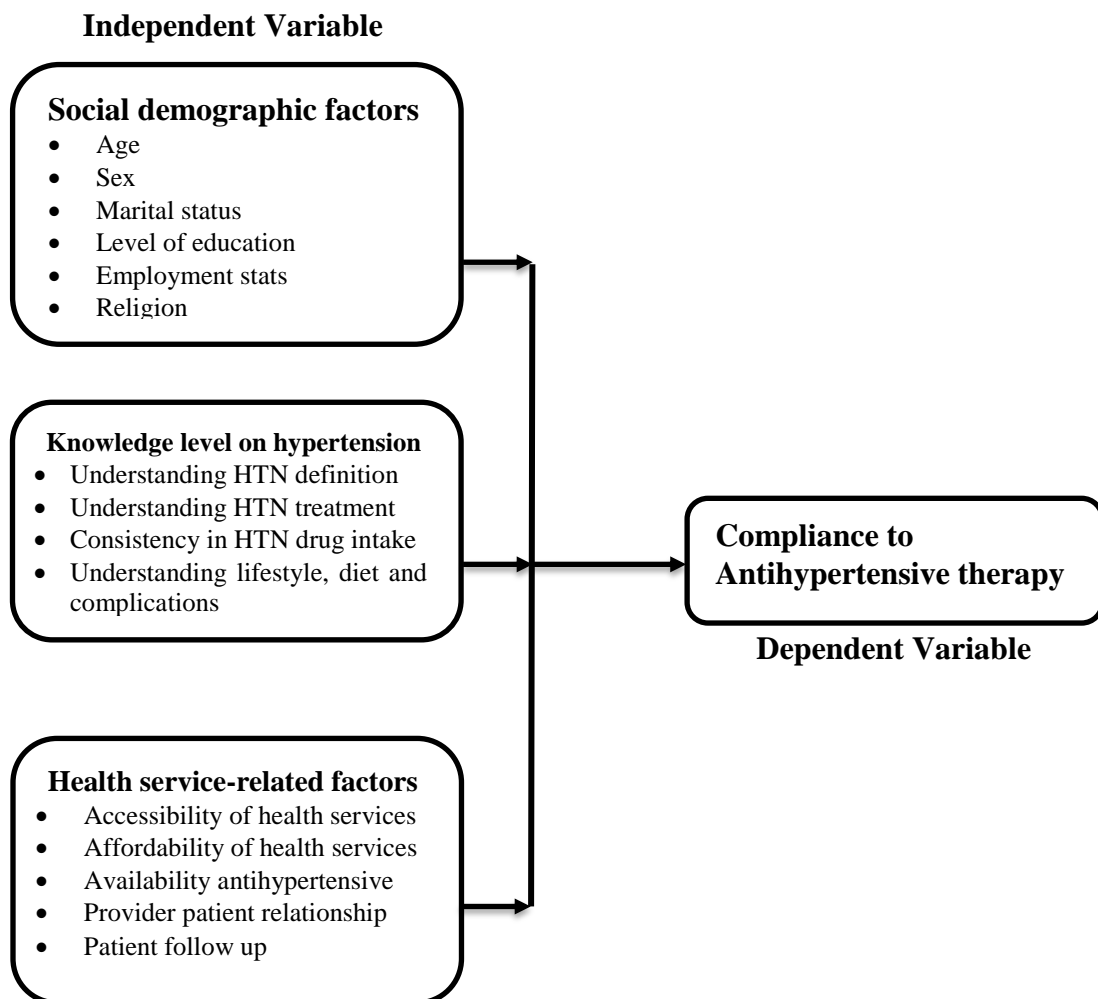 Independent Variable
Social demographic factors
• Age
• Sex
• Marital status
• Level of education
• Employment stats
• Religion
Knowledge level on hypertension
• Understanding HTN definition
• Understanding HTN treatment
• Consistency in HTN drug intake
• Understanding lifestyle, diet and
complications
Compliance to
Antihypertensive therapy
Dependent Variable
Health service-related factors
• Accessibility of health services
• Affordability of health services
• Availability antihypertensive
• Provider patient relationship
• Patient follow up